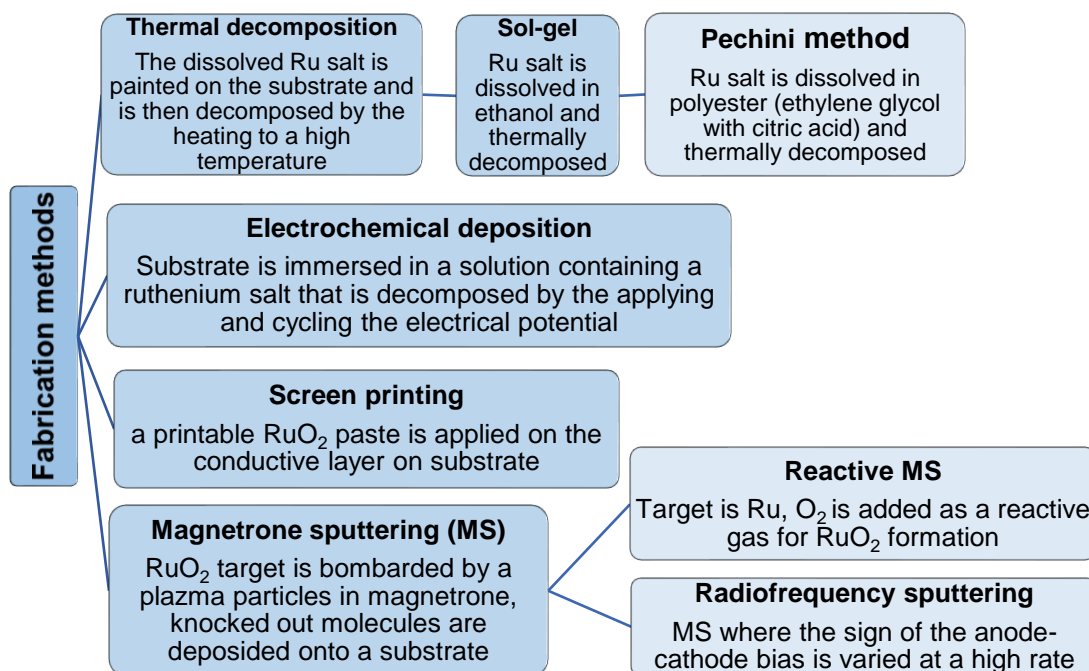 Fabrication methods
Thermal decomposition
The dissolved Ru salt is
painted on the substrate and
is then decomposed by the
heating to a high
temperature
Sol-gel
Ru salt is
dissolved in
ethanol and
thermally
decomposed
Pechini method
Ru salt is dissolved in
polyester (ethylene glycol
with citric acid) and
thermally decomposed
Electrochemical deposition
Substrate is immersed in a solution containing a
ruthenium salt that is decomposed by the applying
and cycling the electrical potential
Screen printing
a printable RuO₂ paste is applied on the
conductive layer on substrate
Magnetrone sputtering (MS)
RuO₂ target is bombarded by a
plazma particles in magnetrone,
knocked out molecules are
deposided onto a substrate
Reactive MS
Target is Ru, O₂ is added as a reactive
gas for RuO₂ formation
Radiofrequency sputtering
MS where the sign of the anode-
cathode bias is varied at a high rate